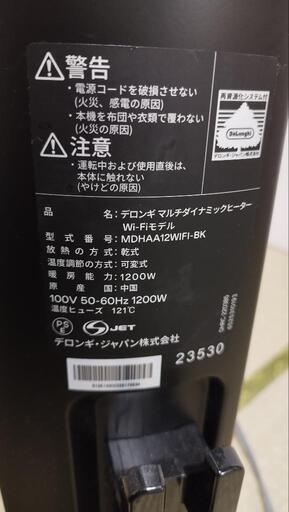 警告
・電源コードを破損させない
(火災、感電の原因)
・本機を布団や衣類で覆わない
(火災の原因)
注意
・運転中および使用直後は、
本体に触れない
(やけどの原因)
再資源化システム付
DeLonghi
デロンギ・ジャパン株式会社
品 名：デロンギ マルチダイナミックヒーター
Wi-Fiモデル
型 式 番 号：MDHAA12WIFI-BK
放 熱 の 方 式：乾式
温度調節の方式：可変式
暖 房 能 力：1200W
原 産 国：中国
100V 50-60Hz 1200W
温度ヒューズ 121℃
PS
E
JET
デロンギ・ジャパン株式会社
23530